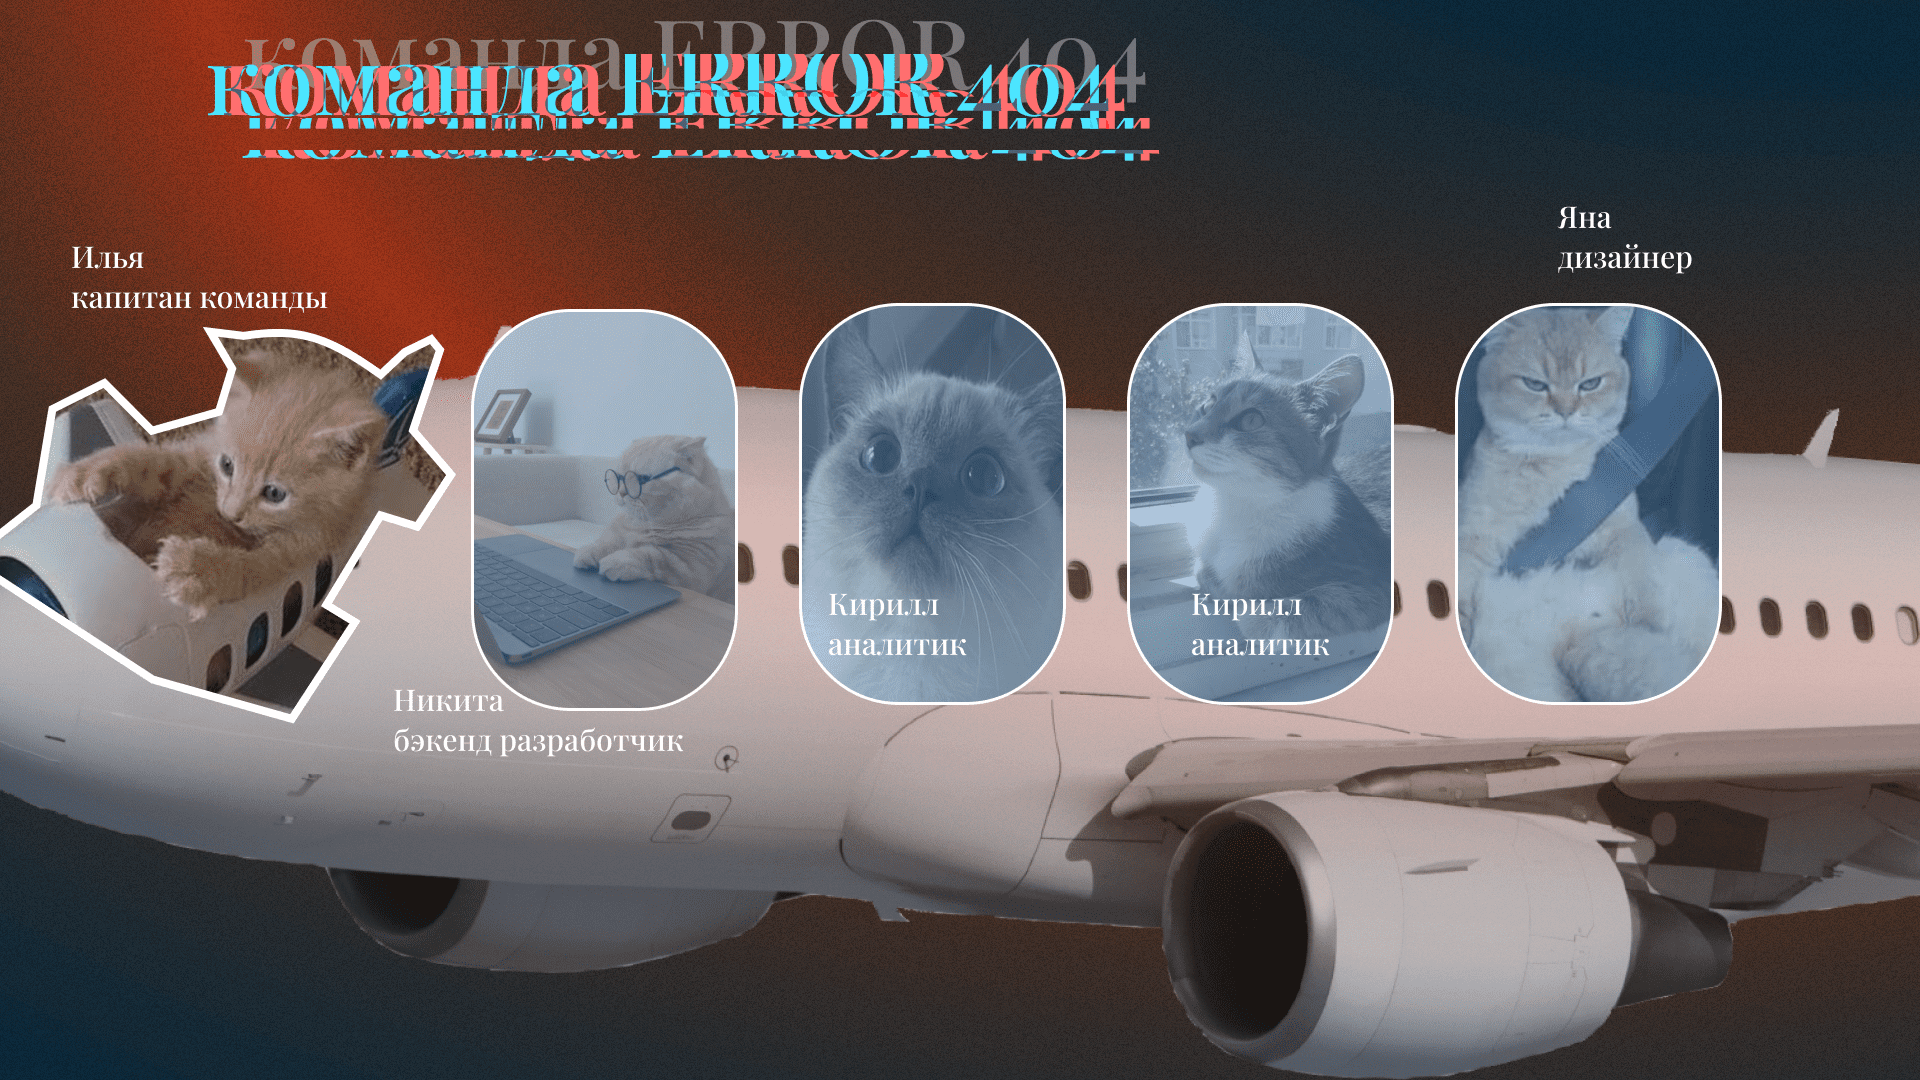 команда ERROR 404
Илья
капитан команды
Никита
бэкенд разработчик
Кирилл
аналитик
Кирилл
аналитик
Яна
дизайнер